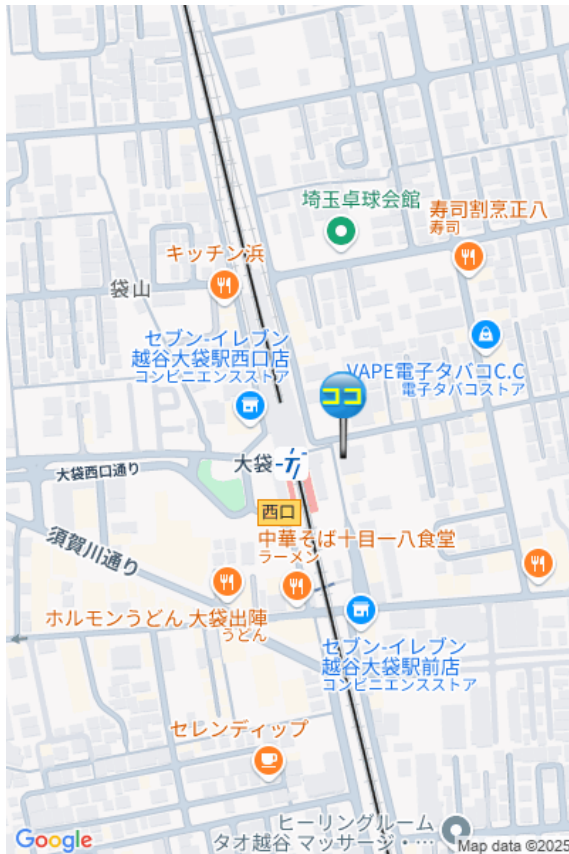 埼玉卓球会館
寿司割烹正八
寿司
キッチン浜
袋山
セブン-イレブン
越谷大袋駅西口店
コンビニエンスストア
VAPE電子タバコC.C
電子タバコストア
ココ
大袋
大袋西口通り
西口
須賀川通り
中華そば十目一八食堂
ラーメン
ホルモンうどん 大袋出陣
うどん
セブン-イレブン
越谷大袋駅前店
コンビニエンスストア
セレンディップ
ヒーリングルーム
タオ越谷 マッサージ・…
Google
Map data ©2025